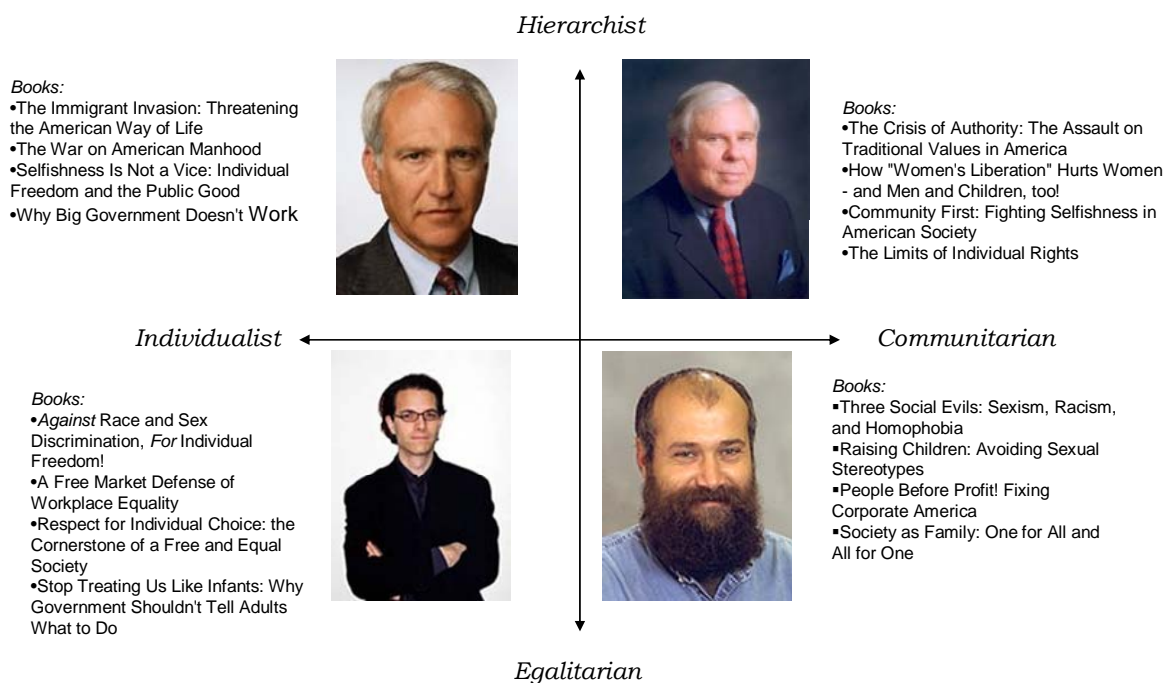 Hierarchist
Books:
•The Immigrant Invasion: Threatening
the American Way of Life
•The War on American Manhood
•Selfishness Is Not a Vice: Individual
Freedom and the Public Good
•Why Big Government Doesn't Work
Books:
•The Crisis of Authority: The Assault on
Traditional Values in America
•How "Women's Liberation" Hurts Women
- and Men and Children, too!
•Community First: Fighting Selfishness in
American Society
•The Limits of Individual Rights
Individualist
Communitarian
Books:
•Against Race and Sex
Discrimination, For Individual
Freedom!
•A Free Market Defense of
Workplace Equality
•Respect for Individual Choice: the
Cornerstone of a Free and Equal
Society
•Stop Treating Us Like Infants: Why
Government Shouldn't Tell Adults
What to Do
Books:
▪Three Social Evils: Sexism, Racism,
and Homophobia
▪Raising Children: Avoiding Sexual
Stereotypes
▪People Before Profit! Fixing
Corporate America
▪Society as Family: One for All and
All for One
Egalitarian